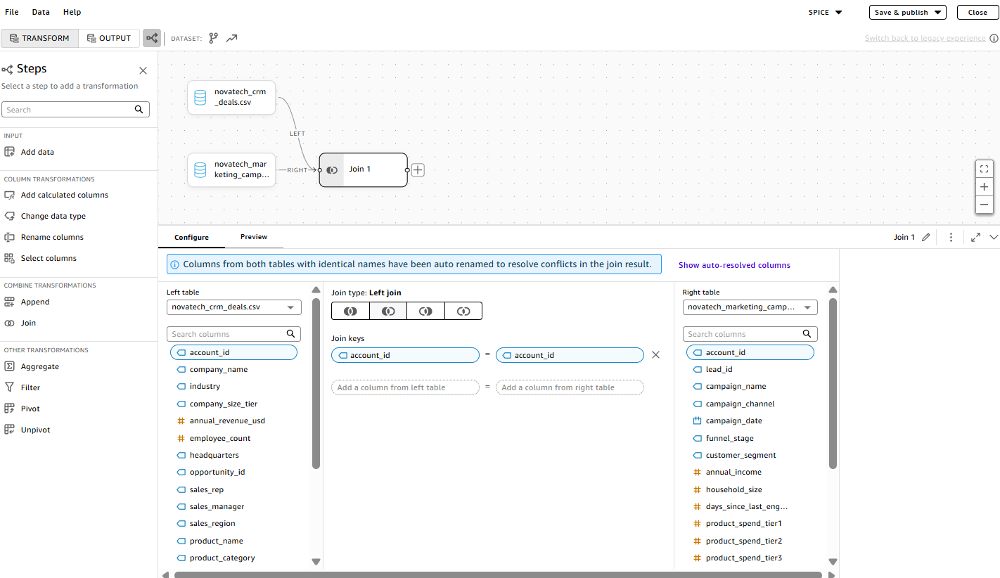 File Data Help
SPICE Save & publish Close
TRANSFORM OUTPUT DATASET: Switch back to legacy experience
Steps
Select a step to add a transformation
Search
INPUT
Add data
COLUMN TRANSFORMATIONS
Add calculated columns
Change data type
Rename columns
Select columns
COMBINE TRANSFORMATIONS
Append
Join
OTHER TRANSFORMATIONS
Aggregate
Filter
Pivot
Unpivot
novatech_crm
_deals.csv
LEFT
novatech_mar
keting_camp...
RIGHT
Join 1
Configure Preview
Join 1
Columns from both tables with identical names have been auto renamed to resolve conflicts in the join result.
Show auto-resolved columns
Left table
novatech_crm_deals.csv
Search columns
account_id
company_name
industry
company_size_tier
annual_revenue_usd
employee_count
headquarters
opportunity_id
sales_rep
sales_manager
sales_region
product_name
product_category
Join type: Left join
Join keys
account_id = account_id
Add a column from left table = Add a column from right table
Right table
novatech_marketing_camp...
Search columns
account_id
lead_id
campaign_name
campaign_channel
campaign_date
funnel_stage
customer_segment
annual_income
household_size
days_since_last_eng...
product_spend_tier1
product_spend_tier2
product_spend_tier3